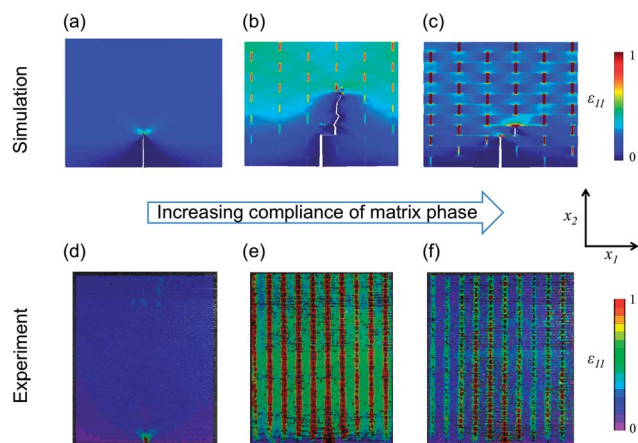 (a)
(b)
(c)
Simulation
1
ε11
0
Increasing compliance of matrix phase
x2
x1
(d)
(e)
(f)
Experiment
1
ε11
0